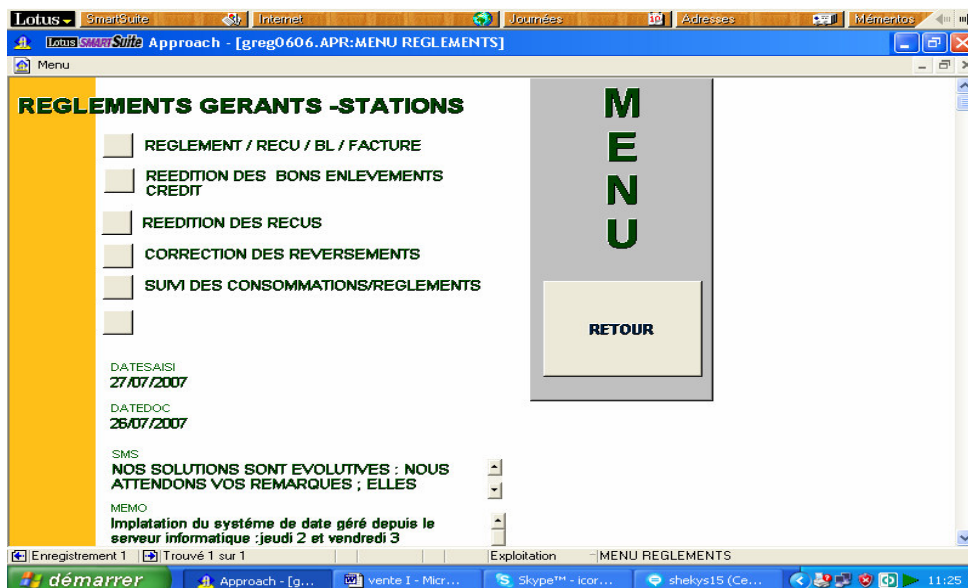 Lotus SmartSuite Internet Journées 10 Adresses Mémentos
Lotus SMARTSuite Approach - [greg0606.APR:MENU REGLEMENTS]
Menu
REGLEMENTS GERANTS -STATIONS
REGLEMENT / RECU / BL / FACTURE
REEDITION DES BONS ENLEVEMENTS
CREDIT
REEDITION DES RECUS
CORRECTION DES REVERSEMENTS
SUIVI DES CONSOMMATIONS/REGLEMENTS
M
E
N
U
RETOUR
DATESAISI
27/07/2007
DATEDOC
26/07/2007
SMS
NOS SOLUTIONS SONT EVOLUTIVES : NOUS
ATTENDONS VOS REMARQUES ; ELLES
MEMO
Implatation du systéme de date géré depuis le
serveur informatique :jeudi 2 et vendredi 3
Enregistrement 1 Trouvé 1 sur 1 Exploitation MENU REGLEMENTS
démarrer Approach - [g... vente I - Micr... Skype™ - icor... shekys15 (Ce... 11:25